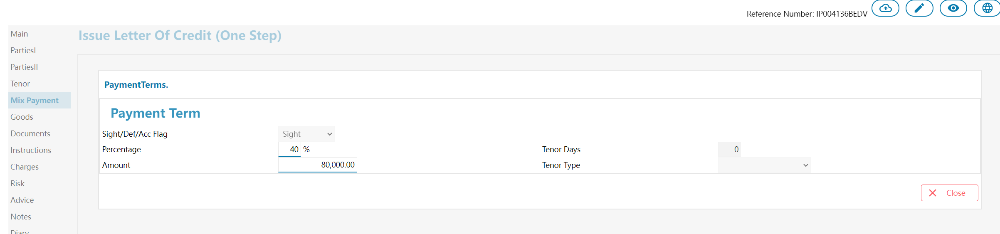 Reference Number: IP004136BEDV
Main
PartiesI
PartiesII
Tenor
Mix Payment
Goods
Documents
Instructions
Charges
Risk
Advice
Notes
Diary
Issue Letter Of Credit (One Step)
PaymentTerms.
Payment Term
Sight/Def/Acc Flag Sight
Percentage 40 % Tenor Days 0
Amount 80,000.00 Tenor Type
Close